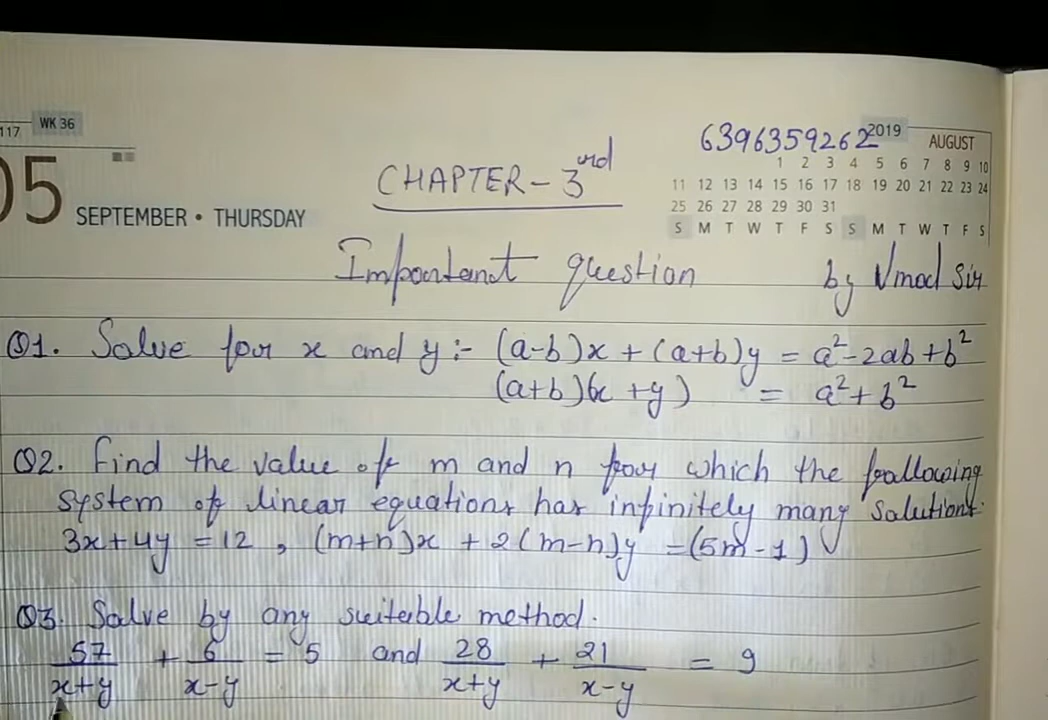 117 WK 36
6396359262 2019 AUGUST
1 2 3 4 5 6 7 8 9 10
11 12 13 14 15 16 17 18 19 20 21 22 23 24
25 26 27 28 29 30 31
S M T W T F S S M T W T F S
05 SEPTEMBER • THURSDAY
CHAPTER - 3rd
Important question by Vmod Sir
Q1. Solve for x and y :- (a-b)x + (a+b)y = a²-2ab+b²
(a+b)(x+y) = a²+b²
Q2. Find the value of m and n for which the following
system of linear equations has infinitely many solutions.
3x+4y = 12 , (m+n)x + 2(m-n)y = (5m-1)
Q3. Solve by any suitable method.
57/(x+y) + 6/(x-y) = 5 and 28/(x+y) + 21/(x-y) = 9